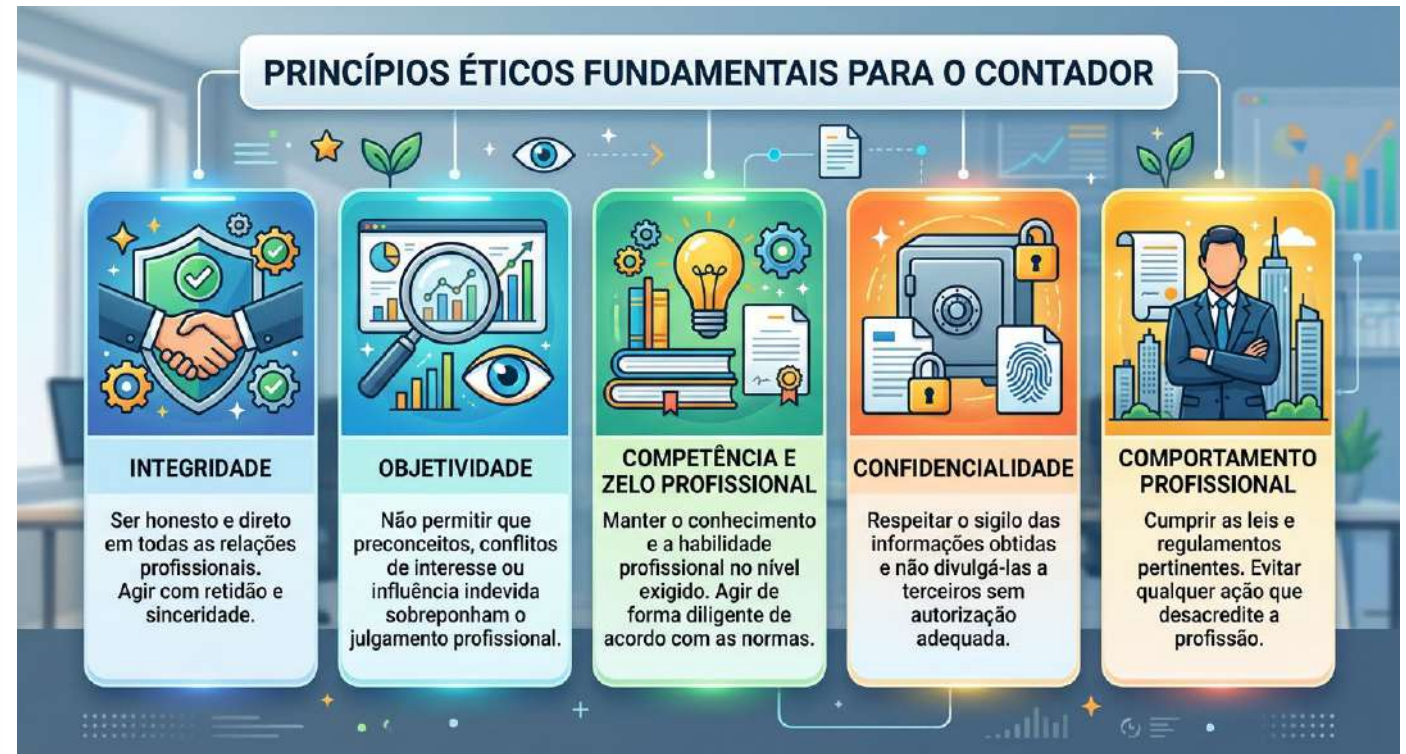 PRINCÍPIOS ÉTICOS FUNDAMENTAIS PARA O CONTADOR
INTEGRIDADE
Ser honesto e direto
em todas as relações
profissionais.
Agir com retidão e
sinceridade.
OBJETIVIDADE
Não permitir que
preconceitos, conflitos
de interesse ou
influência indevida
sobreponham o
julgamento profissional.
COMPETÊNCIA E
ZELO PROFISSIONAL
Manter o conhecimento
e a habilidade
profissional no nível
exigido. Agir de
forma diligente de
acordo com as normas.
CONFIDENCIALIDADE
Respeitar o sigilo das
informações obtidas
e não divulgá-las a
terceiros sem
autorização
adequada.
COMPORTAMENTO
PROFISSIONAL
Cumprir as leis e
regulamentos
pertinentes. Evitar
qualquer ação que
desacredite a
profissão.